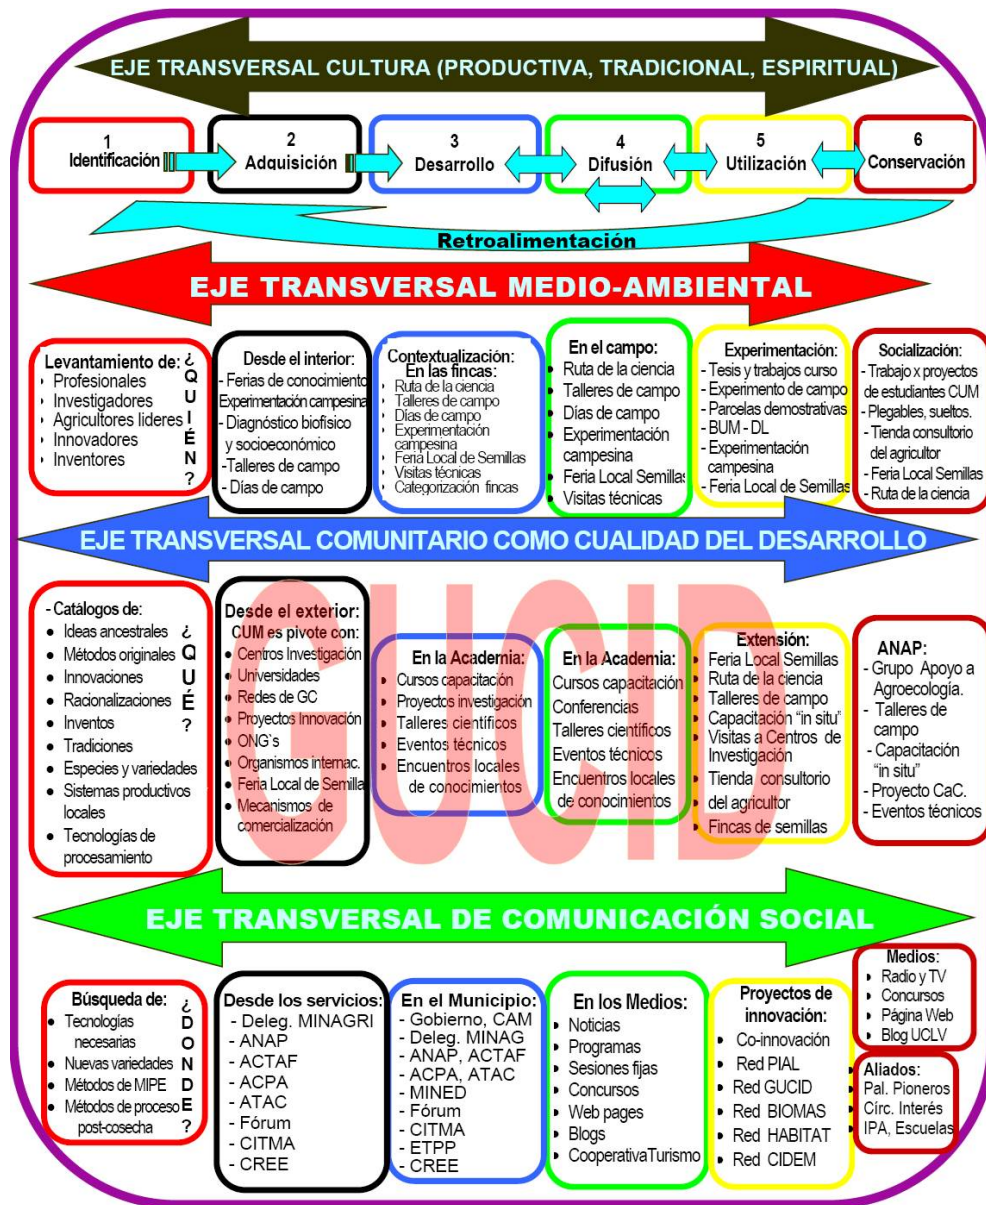 EJE TRANSVERSAL CULTURA (PRODUCTIVA, TRADICIONAL, ESPIRITUAL)
1
Identificación
2
Adquisición
3
Desarrollo
4
Difusión
5
Utilización
6
Conservación
Retroalimentación
EJE TRANSVERSAL MEDIO-AMBIENTAL
Levantamiento de:
Profesionales
Investigadores
Agricultores lideres
Innovadores
Inventores
¿QUIÉN?
Desde el interior:
- Ferias de conocimiento
Experimentación campesina
- Diagnóstico biofísico
y socioeconómico
- Talleres de campo
- Días de campo
Contextualización:
En las fincas:
Ruta de la ciencia
Talleres de campo
Días de campo
Experimentación
campesina
Feria Local de Semillas
Visitas técnicas
Categorización fincas
En el campo:
Ruta de la ciencia
Talleres de campo
Días de campo
Experimentación
campesina
Feria Local Semillas
Visitas técnicas
Experimentación:
- Tesis y trabajos curso
- Experimento de campo
- Parcelas demostrativas
- BUM - DL
- Experimentación
campesina
- Feria Local de Semillas
Socialización:
- Trabajo x proyectos
de estudiantes CUM
- Plegables, sueltos.
- Tienda consultorio
del agricultor
- Feria Local Semillas
- Ruta de la ciencia
EJE TRANSVERSAL COMUNITARIO COMO CUALIDAD DEL DESARROLLO
GUCID
- Catálogos de:
Ideas ancestrales
Métodos originales
Innovaciones
Racionalizaciones
Inventos
Tradiciones
Especies y variedades
Sistemas productivos
locales
Tecnologías de
procesamiento
¿QUÉ?
Desde el exterior:
CUM es pivote con:
Centros Investigación
Universidades
Redes de GC
Proyectos Innovación
ONG`s
Organismos internac.
Feria Local de Semilla
Mecanismos de
comercialización
En la Academia:
Cursos capacitación
Proyectos investigación
Talleres científicos
Eventos técnicos
Encuentros locales
de conocimientos
En la Academia:
Cursos capacitación
Conferencias
Talleres científicos
Eventos técnicos
Encuentros locales
de conocimientos
Extensión:
Feria Local Semillas
Ruta de la ciencia
Talleres de campo
Capacitación "in situ"
Visitas a Centros de
Investigación
Tienda consultorio
del agricultor
Fincas de semillas
ANAP:
- Grupo Apoyo a
Agroecología.
- Talleres de
campo
- Capacitación
"in situ"
- Proyecto CaC.
- Eventos técnicos
EJE TRANSVERSAL DE COMUNICACIÓN SOCIAL
Búsqueda de:
Tecnologías
necesarias
Nuevas variedades
Métodos de MIPE
Métodos de proceso
post-cosecha
¿DONDE?
Desde los servicios:
- Deleg. MINAGRI
- ANAP
- ACTAF
- ACPA
- ATAC
- Fórum
- CITMA
- CREE
En el Municipio:
- Gobierno, CAM
- Deleg. MINAG
- ANAP, ACTAF
- ACPA, ATAC
- MINED
- Fórum
- CITMA
- ETPP
- CREE
En los Medios:
Noticias
Programas
Sesiones fijas
Concursos
Web pages
Blogs
CooperativaTurismo
Proyectos de
innovación:
Co-innovación
Red PIAL
Red GUCID
Red BIOMAS
Red HABITAT
Red CIDEM
Medios:
Radio y TV
Concursos
Página Web
Blog UCLV
Aliados:
Pal. Pioneros
Círc. Interés
IPA, Escuelas